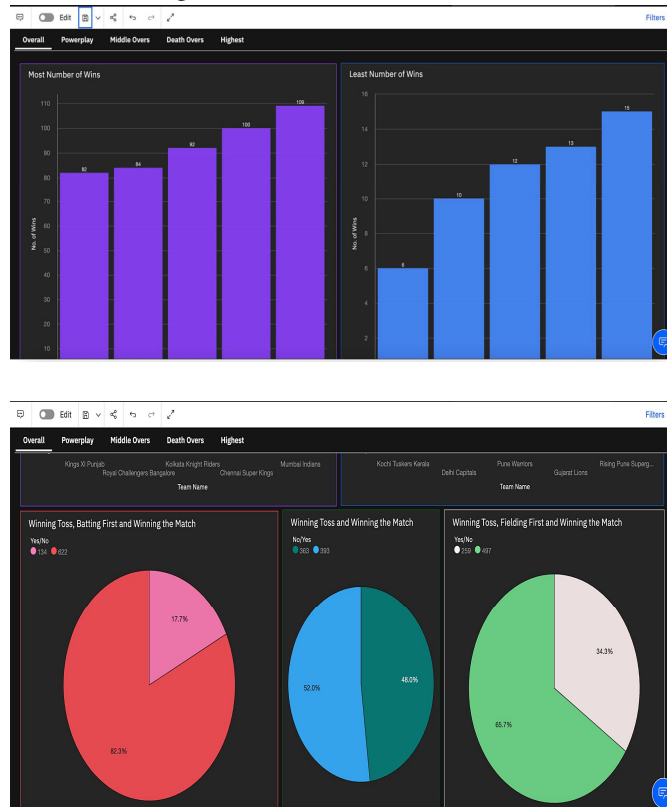 Edit
Filters
Overall Powerplay Middle Overs Death Overs Highest
Most Number of Wins
110
100
90
80
70
60
50
40
30
20
10
No. of Wins
82
84
92
100
109
Least Number of Wins
16
14
12
10
8
6
4
2
No. of Wins
6
10
12
13
15
Edit
Filters
Overall Powerplay Middle Overs Death Overs Highest
Kings XI Punjab Kolkata Knight Riders Mumbai Indians
Royal Challengers Bangalore Chennai Super Kings
Team Name
Kochi Tuskers Kerala Pune Warriors Rising Pune Superg...
Delhi Capitals Gujarat Lions
Team Name
Winning Toss, Batting First and Winning the Match
Yes/No
134 622
17.7%
82.3%
Winning Toss and Winning the Match
No/Yes
363 393
52.0%
48.0%
Winning Toss, Fielding First and Winning the Match
Yes/No
259 497
34.3%
65.7%